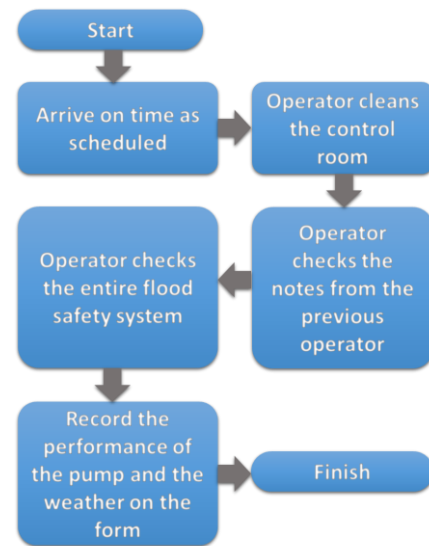 Start
Arrive on time as
scheduled
Operator cleans
the control
room
Operator
checks the
notes from the
previous
operator
Operator checks
the entire flood
safety system
Record the
performance of
the pump and the
weather on the
form
Finish